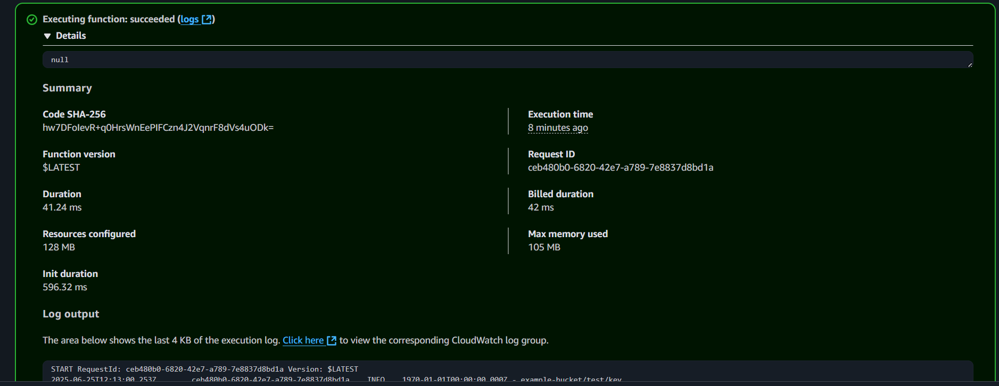 Executing function: succeeded (logs)
Details
null
Summary
Code SHA-256
hw7DFoIevR+q0HrsWnEePIFCzn4J2VqnrF8dVs4uODk=
Execution time
8 minutes ago
Function version
$LATEST
Request ID
ceb480b0-6820-42e7-a789-7e8837d8bd1a
Duration
41.24 ms
Billed duration
42 ms
Resources configured
128 MB
Max memory used
105 MB
Init duration
596.32 ms
Log output
The area below shows the last 4 KB of the execution log. Click here to view the corresponding CloudWatch log group.
START RequestId: ceb480b0-6820-42e7-a789-7e8837d8bd1a Version: $LATEST
2025-06-25T12:13:00.253Z ceb480b0-6820-42e7-a789-7e8837d8bd1a INFO 1970-01-01T00:00:00.000Z - example-bucket/test/key